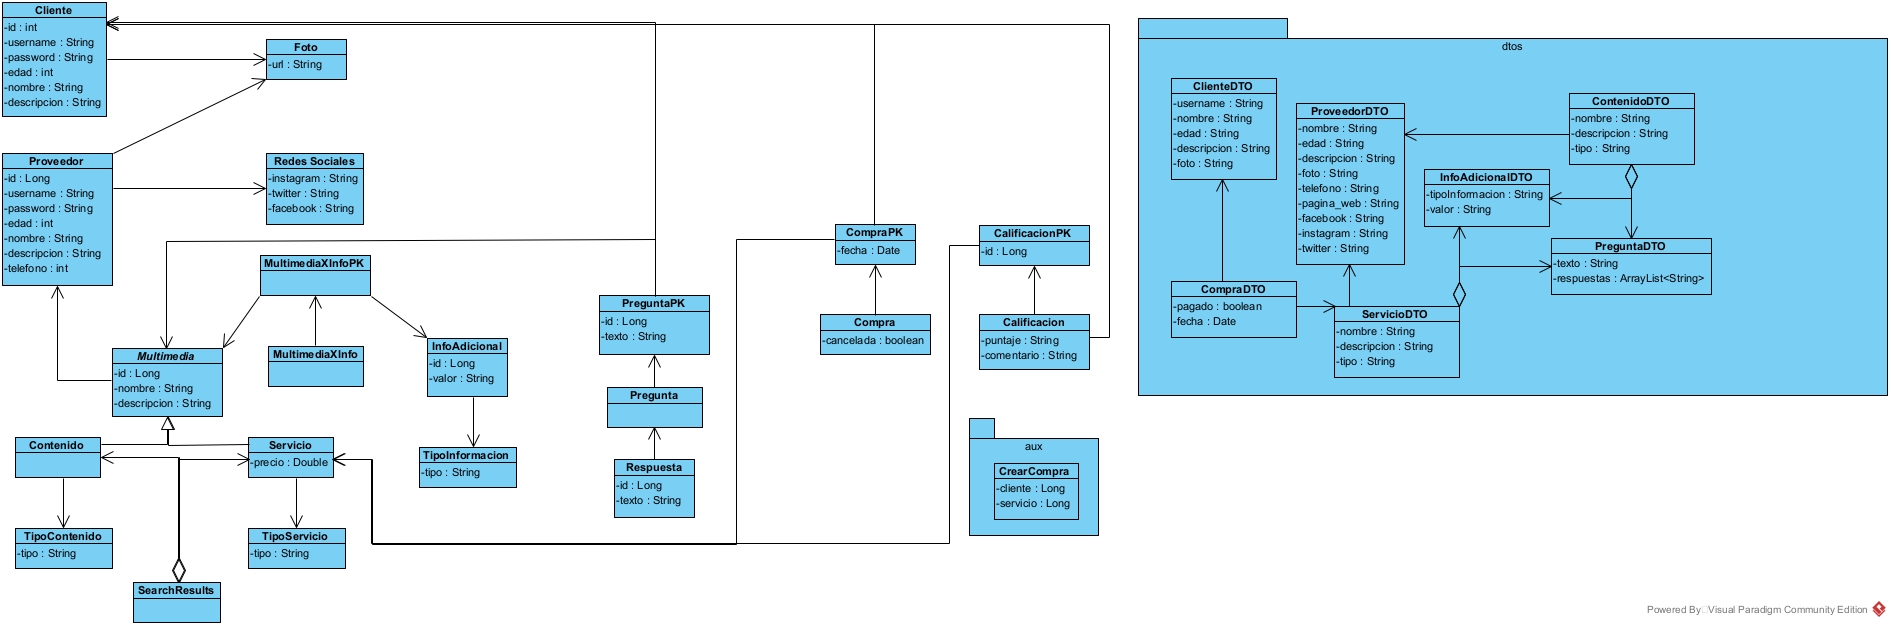 Cliente
-id : int
-username : String
-password : String
-edad : int
-nombre : String
-descripcion : String
Foto
-url : String
Proveedor
-id : Long
-username : String
-password : String
-edad : int
-nombre : String
-descripcion : String
-telefono : int
Redes Sociales
-instagram : String
-twitter : String
-facebook : String
MultimediaXInfoPK
MultimediaXInfo
Multimedia
-id : Long
-nombre : String
-descripcion : String
InfoAdicional
-id : Long
-valor : String
TipoInformacion
-tipo : String
Contenido
Servicio
-precio : Double
TipoContenido
-tipo : String
TipoServicio
-tipo : String
SearchResults
PreguntaPK
-id : Long
-texto : String
Pregunta
Respuesta
-id : Long
-texto : String
CompraPK
-fecha : Date
Compra
-cancelada : boolean
CalificacionPK
-id : Long
Calificacion
-puntaje : String
-comentario : String
aux
CrearCompra
-cliente : Long
-servicio : Long
dtos
ClienteDTO
-username : String
-nombre : String
-edad : String
-descripcion : String
-foto : String
ProveedorDTO
-nombre : String
-edad : String
-descripcion : String
-foto : String
-telefono : String
-pagina_web : String
-facebook : String
-instagram : String
-twitter : String
ContenidoDTO
-nombre : String
-descripcion : String
-tipo : String
InfoAdicionalDTO
-tipoInformacion : String
-valor : String
PreguntaDTO
-texto : String
-respuestas : ArrayList<String>
CompraDTO
-pagado : boolean
-fecha : Date
ServicioDTO
-nombre : String
-descripcion : String
-tipo : String
Powered By Visual Paradigm Community Edition